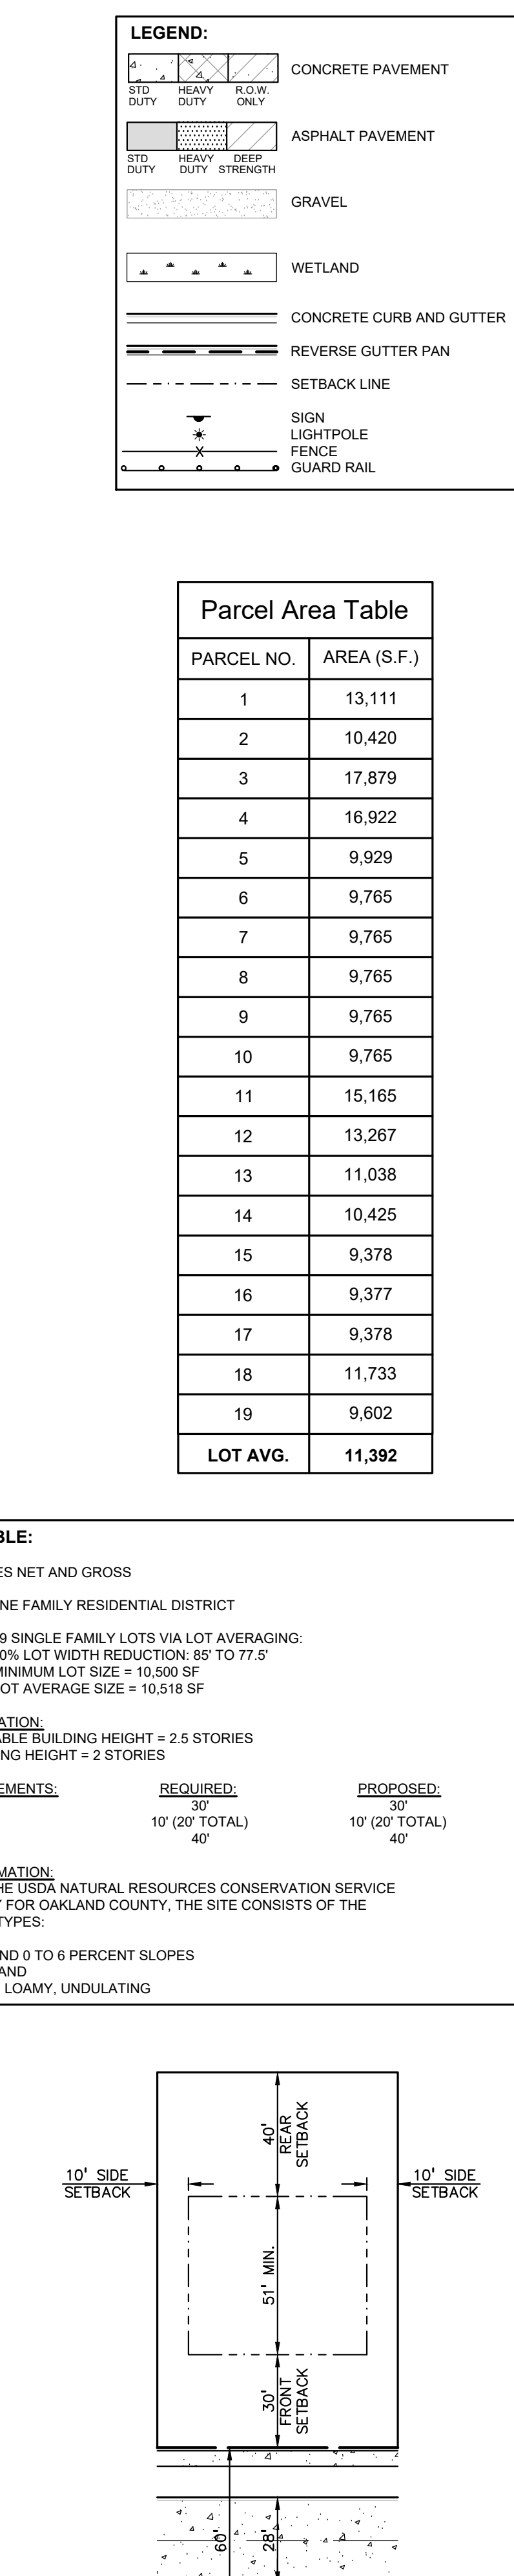 LEGEND:
CONCRETE PAVEMENT
STD DUTY
HEAVY DUTY
R.O.W. ONLY
ASPHALT PAVEMENT
STD DUTY
HEAVY DUTY
DEEP STRENGTH
GRAVEL
WETLAND
CONCRETE CURB AND GUTTER
REVERSE GUTTER PAN
SETBACK LINE
SIGN
LIGHTPOLE
FENCE
GUARD RAIL
Parcel Area Table
PARCEL NO. AREA (S.F.)
1 13,111
2 10,420
3 17,879
4 16,922
5 9,929
6 9,765
7 9,765
8 9,765
9 9,765
10 9,765
11 15,165
12 13,267
13 11,038
14 10,425
15 9,378
16 9,377
17 9,378
18 11,733
19 9,602
LOT AVG. 11,392
BLE:
ES NET AND GROSS
NE FAMILY RESIDENTIAL DISTRICT
9 SINGLE FAMILY LOTS VIA LOT AVERAGING:
0% LOT WIDTH REDUCTION: 85' TO 77.5'
MINIMUM LOT SIZE = 10,500 SF
OT AVERAGE SIZE = 10,518 SF
ATION:
ABLE BUILDING HEIGHT = 2.5 STORIES
NG HEIGHT = 2 STORIES
EMENTS: REQUIRED: PROPOSED:
30' 30'
10' (20' TOTAL) 10' (20' TOTAL)
40' 40'
MATION:
HE USDA NATURAL RESOURCES CONSERVATION SERVICE
Y FOR OAKLAND COUNTY, THE SITE CONSISTS OF THE
TYPES:
ND 0 TO 6 PERCENT SLOPES
AND
LOAMY, UNDULATING
40'
REAR
SETBACK
10' SIDE
SETBACK
10' SIDE
SETBACK
51' MIN.
30'
FRONT
SETBACK
60'
28'